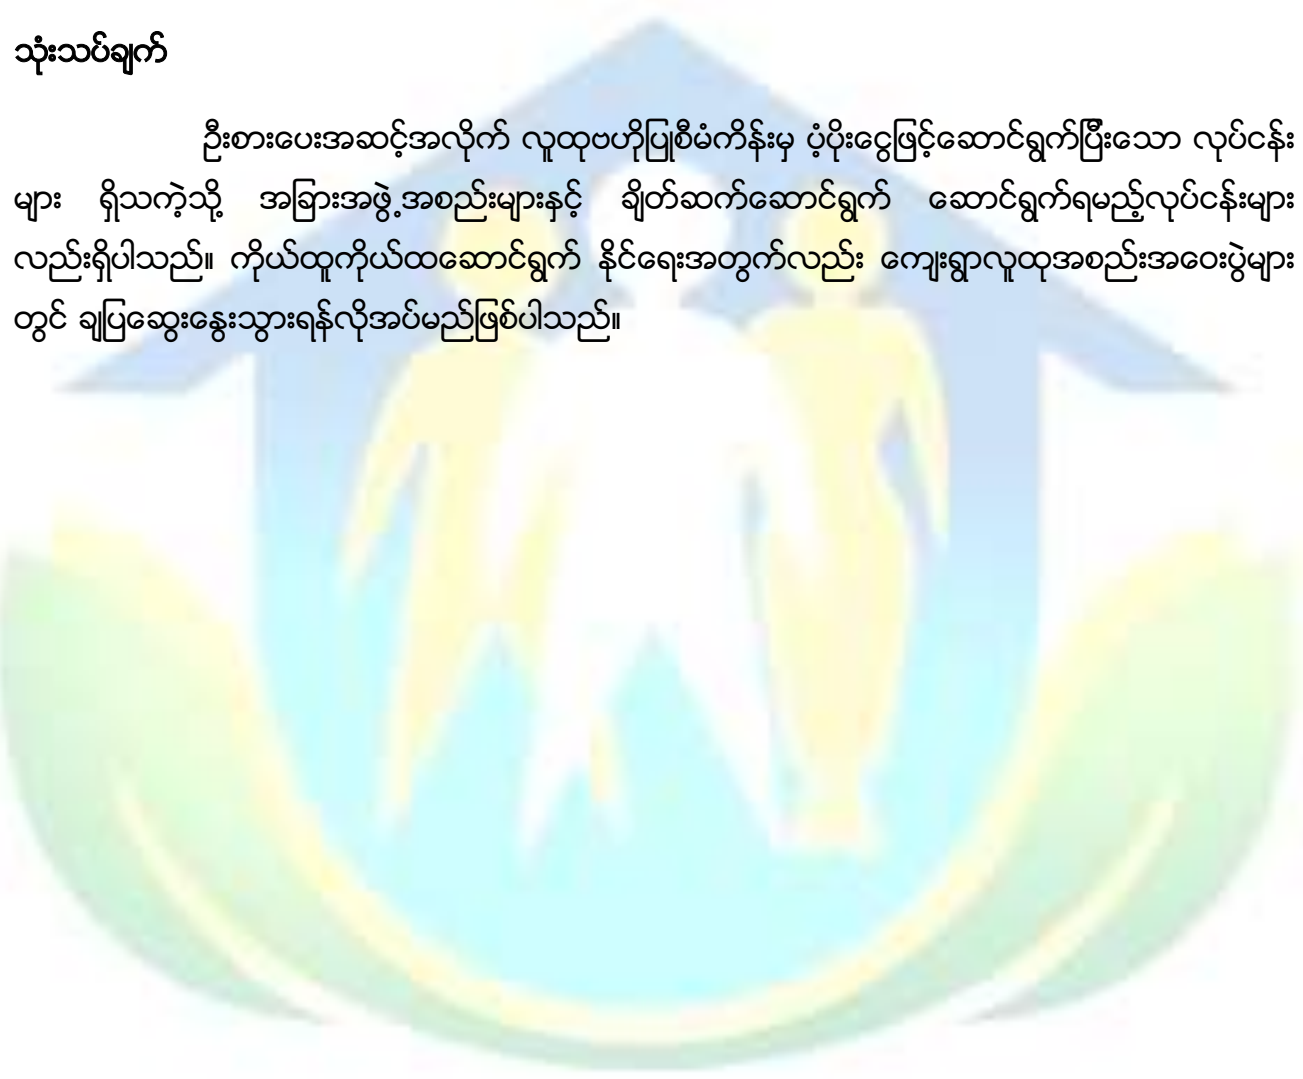 သုံးသပ်ချက်
ဦးစားပေးအဆင့်အလိုက် လူထုဗဟိုပြုစီမံကိန်းမှ ပံ့ပိုးငွေဖြင့်ဆောင်ရွက်ပြီးသော လုပ်ငန်း
များ ရှိသကဲ့သို့ အခြားအဖွဲ့အစည်းများနှင့် ချိတ်ဆက်ဆောင်ရွက် ဆောင်ရွက်ရမည့်လုပ်ငန်းများ
လည်းရှိပါသည်။ ကိုယ်ထူကိုယ်ထဆောင်ရွက် နိုင်ရေးအတွက်လည်း ကျေးရွာလူထုအစည်းအဝေးပွဲများ
တွင် ချပြဆွေးနွေးသွားရန်လိုအပ်မည်ဖြစ်ပါသည်။